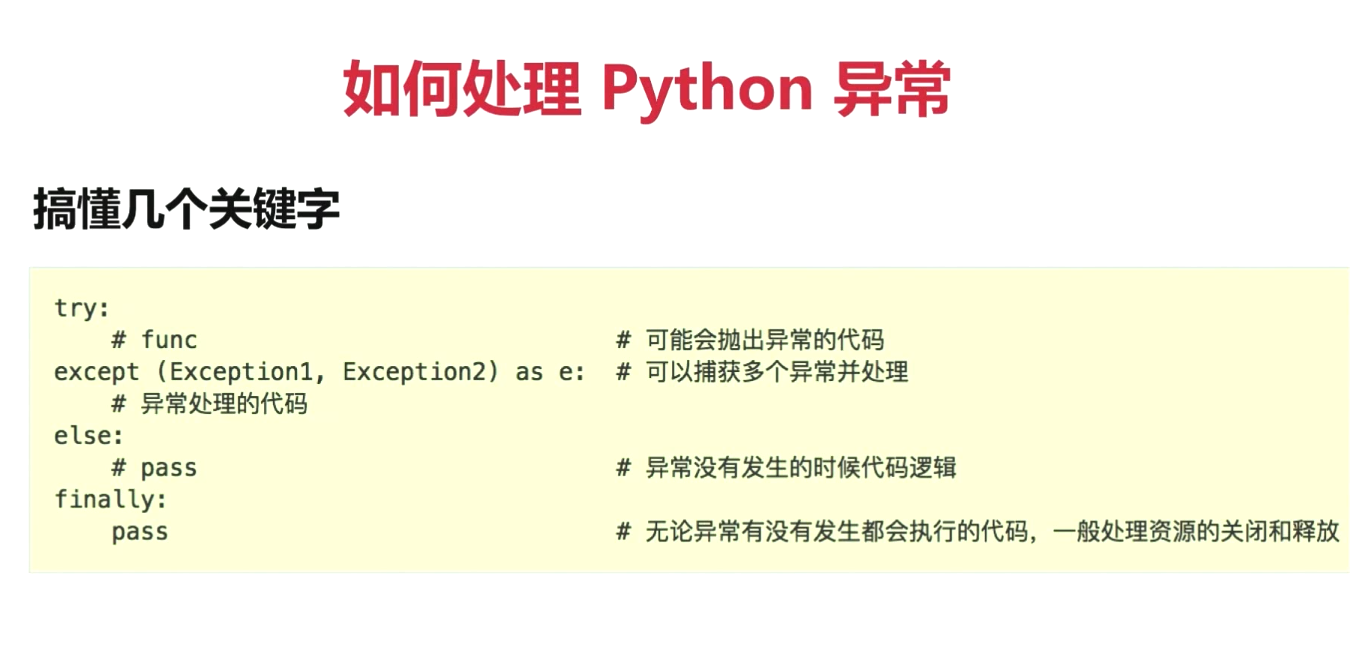 如何处理 Python 异常
搞懂几个关键字
try:
    # func                             # 可能会抛出异常的代码
except (Exception1, Exception2) as e:  # 可以捕获多个异常并处理
    # 异常处理的代码
else:
    # pass                             # 异常没有发生的时候代码逻辑
finally:
    pass                               # 无论异常有没有发生都会执行的代码，一般处理资源的关闭和释放